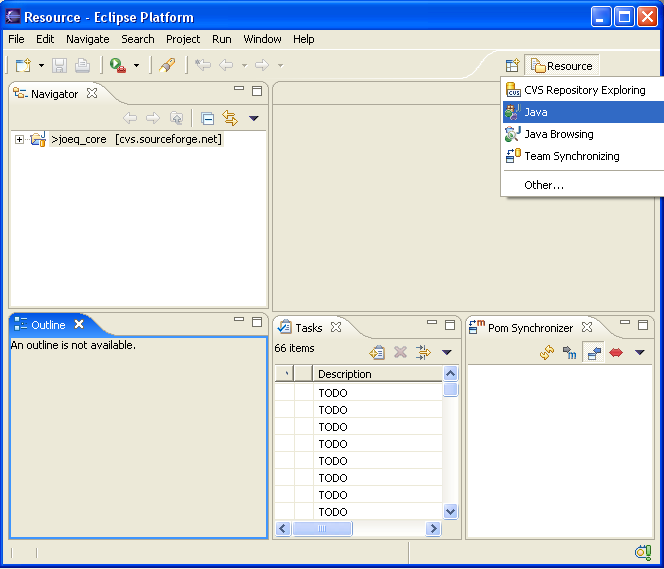 Resource - Eclipse Platform
File Edit Navigate Search Project Run Window Help
Resource
Navigator
CVS Repository Exploring
Java
Java Browsing
Team Synchronizing
Other...
>joeq_core [cvs.sourceforge.net]
Outline
An outline is not available.
Tasks
66 items
Description
TODO
TODO
TODO
TODO
TODO
TODO
TODO
TODO
Pom Synchronizer